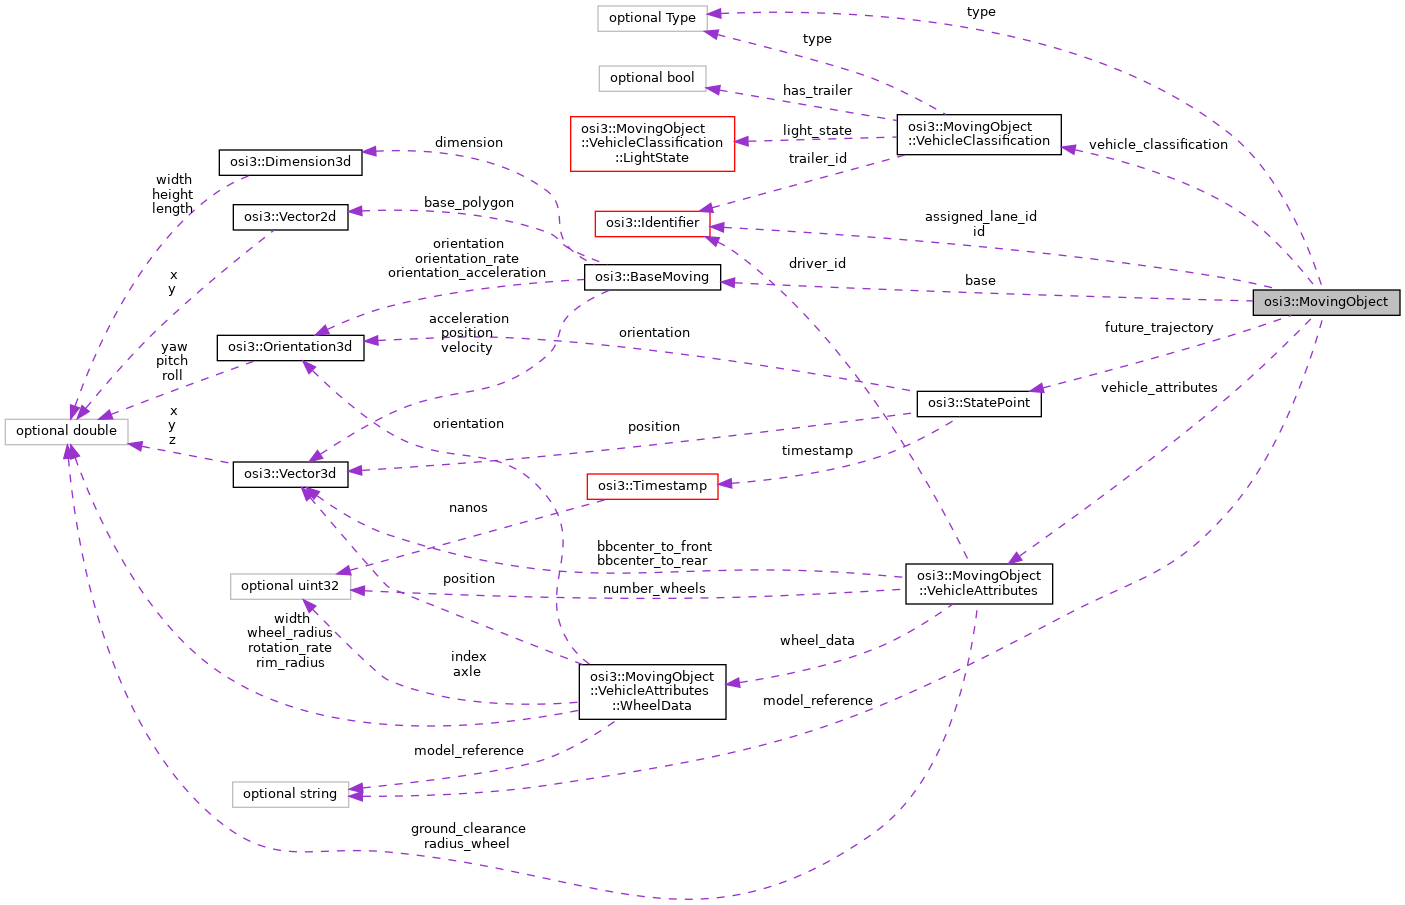 type
optional Type
type
optional bool
has_trailer
osi3::MovingObject
::VehicleClassification
osi3::MovingObject
::VehicleClassification
::LightState
light_state
vehicle_classification
dimension
osi3::Dimension3d
trailer_id
width
height
length
base_polygon
osi3::Vector2d
osi3::Identifier
assigned_lane_id
id
orientation
orientation_rate
orientation_acceleration
driver_id
x
y
osi3::BaseMoving
base
osi3::MovingObject
acceleration
position
velocity
orientation
future_trajectory
osi3::Orientation3d
yaw
pitch
roll
vehicle_attributes
osi3::StatePoint
x
y
z
optional double
orientation
position
timestamp
osi3::Vector3d
osi3::Timestamp
nanos
bbcenter_to_front
bbcenter_to_rear
optional uint32
position
number_wheels
osi3::MovingObject
::VehicleAttributes
width
wheel_radius
rotation_rate
rim_radius
wheel_data
index
axle
osi3::MovingObject
::VehicleAttributes
::WheelData
model_reference
model_reference
optional string
ground_clearance
radius_wheel